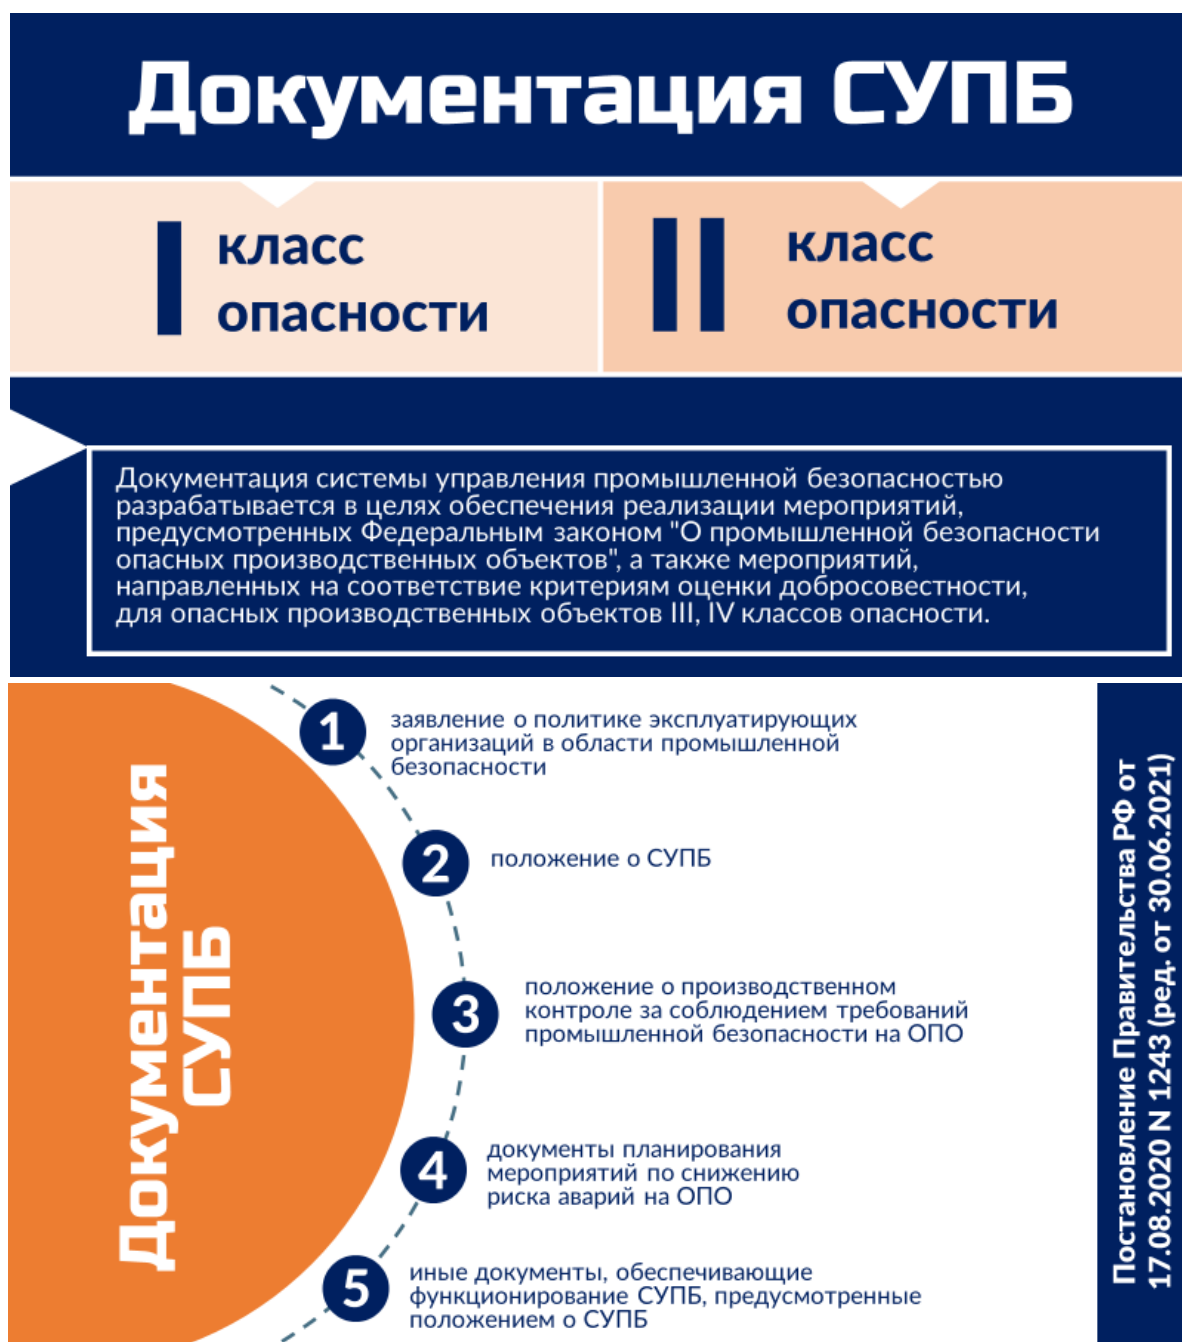 Документация СУПБ
I
класс
опасности
II
класс
опасности
Документация системы управления промышленной безопасностью
разрабатывается в целях обеспечения реализации мероприятий,
предусмотренных Федеральным законом "О промышленной безопасности
опасных производственных объектов", а также мероприятий,
направленных на соответствие критериям оценки добросовестности,
для опасных производственных объектов III, IV классов опасности.
Документация
СУПБ
1
заявление о политике эксплуатирующих
организаций в области промышленной
безопасности
2
положение о СУПБ
3
положение о производственном
контроле за соблюдением требований
промышленной безопасности на ОПО
4
документы планирования
мероприятий по снижению
риска аварий на ОПО
5
иные документы, обеспечивающие
функционирование СУПБ, предусмотренные
положением о СУПБ
Постановление Правительства РФ от
17.08.2020 N 1243 (ред. от 30.06.2021)